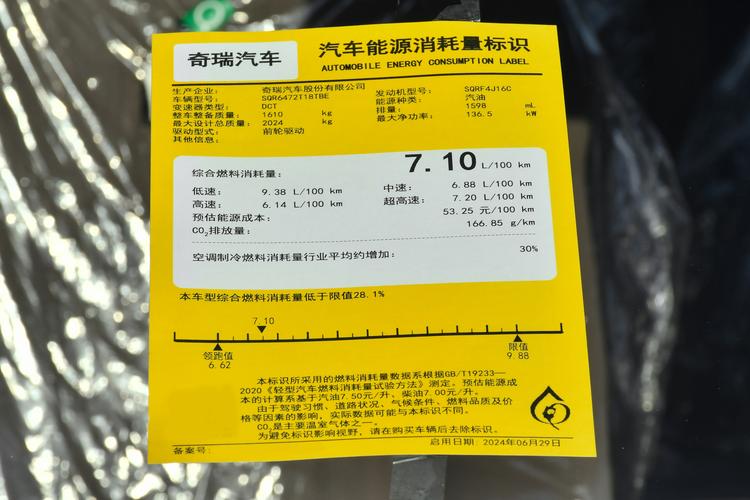 奇瑞汽车
汽车能源消耗量标识
AUTOMOBILE ENERGY CONSUMPTION LABEL
生产企业： 奇瑞汽车股份有限公司
车辆型号： SQR6472T18TBE 发动机型号： SQRF4J16C
变速器类型： DCT 能源种类： 汽油
整车整备质量： 1610 kg 排量： 1598 mL
最大设计总质量： 2024 kg 最大净功率： 136.5 kW
驱动型式： 前轮驱动
其他信息：
综合燃料消耗量： 7.10 L/100 km
低速： 9.38 L/100 km 中速： 6.88 L/100 km
高速： 6.14 L/100 km 超高速： 7.20 L/100 km
预估能源成本： 53.25 元/100 km
CO₂排放量： 166.85 g/km
空调制冷燃料消耗量行业平均约增加： 30%
本车型综合燃料消耗量低于限值28.1%
7.10
领跑值 限值
6.62 9.88
本标识所采用的燃料消耗量数据系根据GB/T19233—
2020《轻型汽车燃料消耗量试验方法》测定。预估能源成
本的计算系基于汽油7.50元/升，柴油7.00元/升。
由于驾驶习惯、道路状况、气候条件、燃料品质及价
格等因素的影响，实际数据可能与本标识不同。
CO₂是主要温室气体之一。
为避免标识影响视野，请在购买车辆后去除标识。
备案号： 启用日期：2024年06月29日